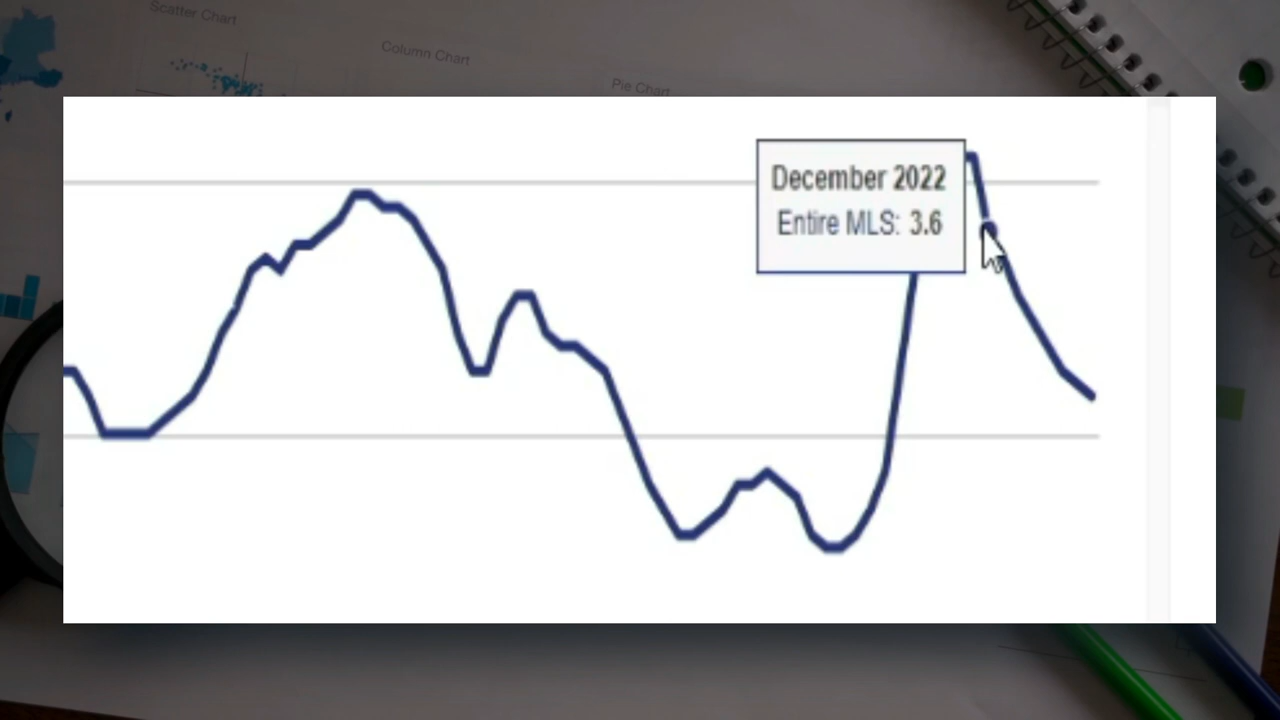 Scatter Chart
Column Chart
Pie Chart
December 2022
Entire MLS: 3.6